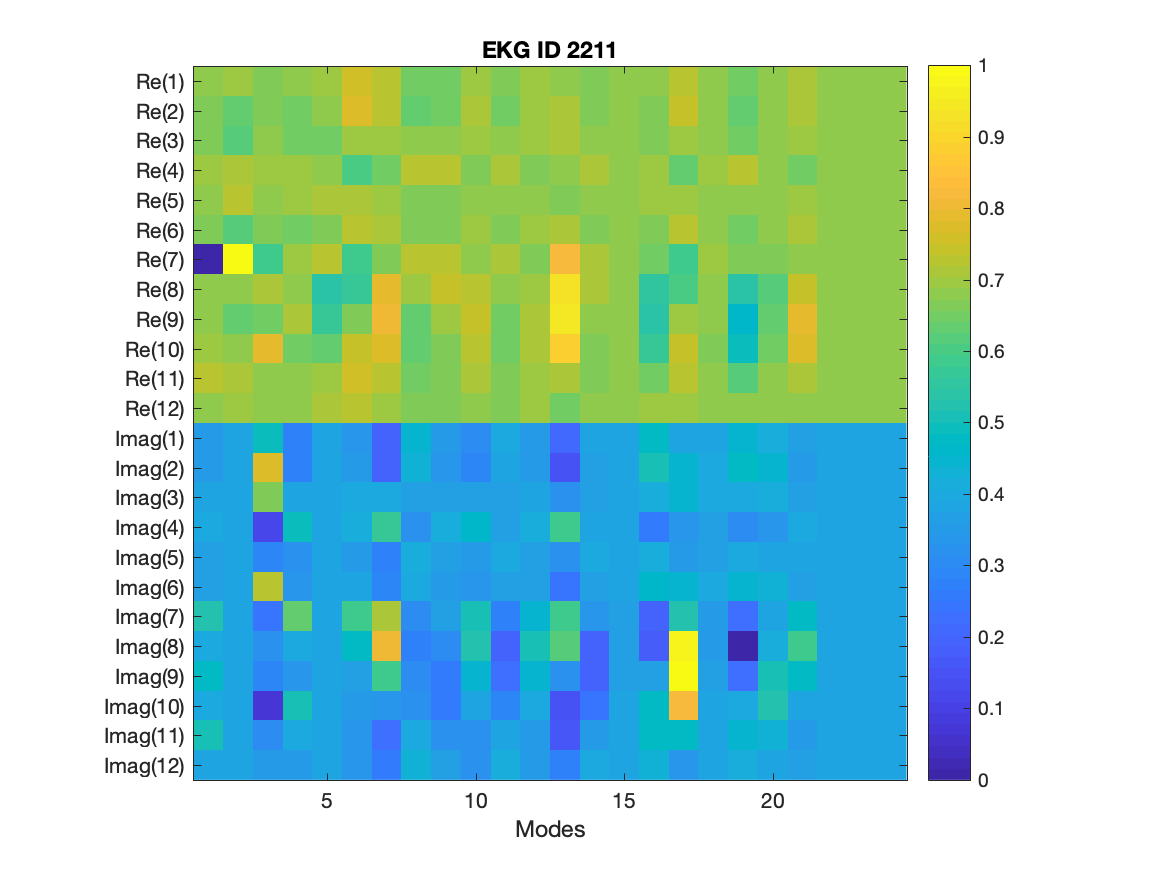 EKG ID 2211
Re(1)
Re(2)
Re(3)
Re(4)
Re(5)
Re(6)
Re(7)
Re(8)
Re(9)
Re(10)
Re(11)
Re(12)
Imag(1)
Imag(2)
Imag(3)
Imag(4)
Imag(5)
Imag(6)
Imag(7)
Imag(8)
Imag(9)
Imag(10)
Imag(11)
Imag(12)
5 10 15 20
Modes
1
0.9
0.8
0.7
0.6
0.5
0.4
0.3
0.2
0.1
0